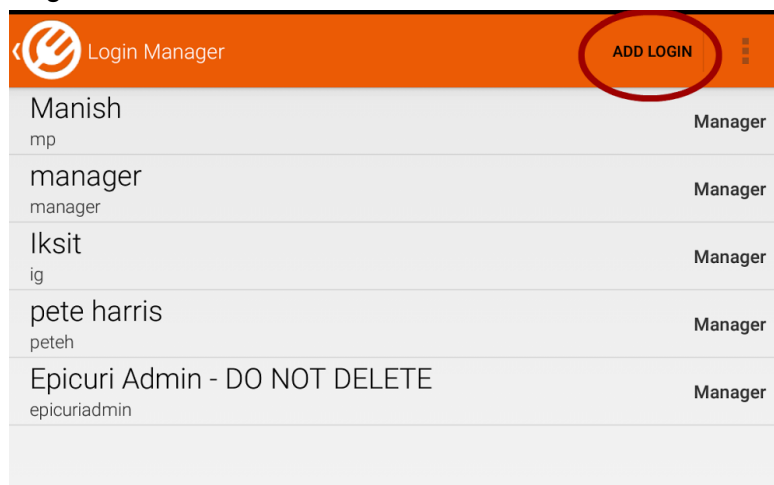 Login Manager
ADD LOGIN
Manish
mp
Manager
manager
manager
Manager
Iksit
ig
Manager
pete harris
peteh
Manager
Epicuri Admin - DO NOT DELETE
epicuriadmin
Manager